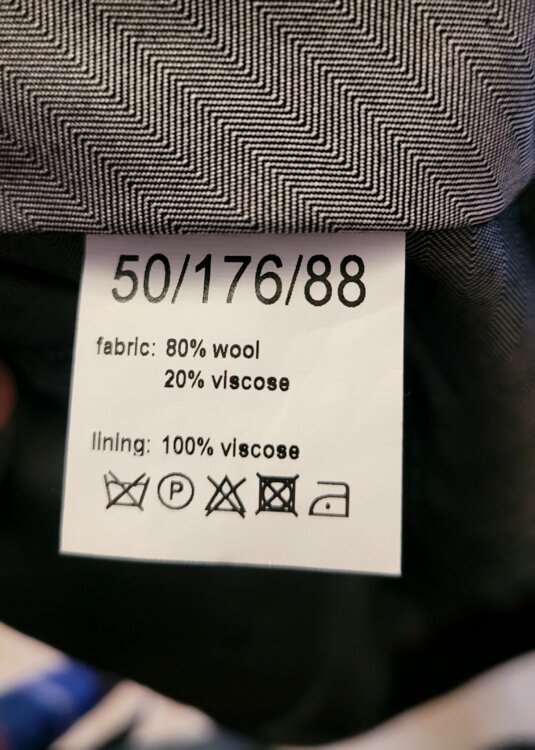 50/176/88
fabric: 80% wool
20% viscose
lining: 100% viscose
P